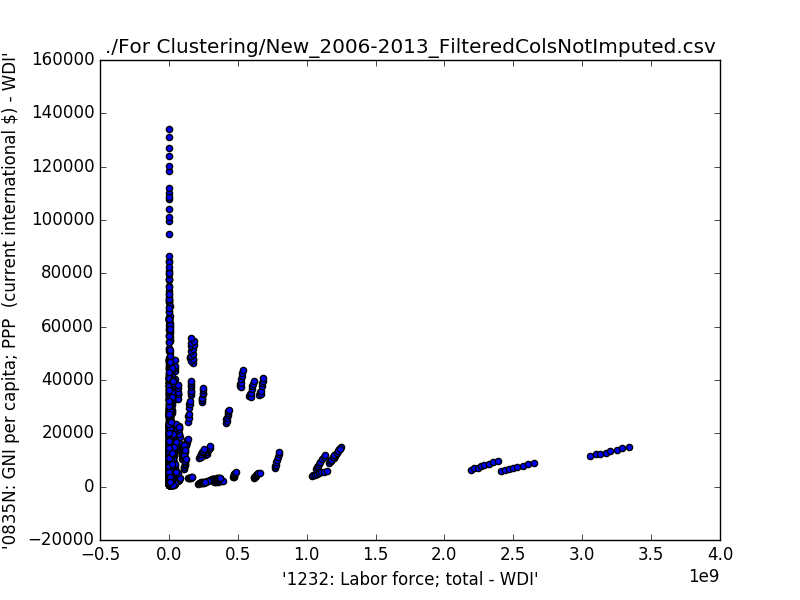 ./For Clustering/New_2006-2013_FilteredColsNotImputed.csv
'0835N: GNI per capita; PPP  (current international $) - WDI'
160000
140000
120000
100000
80000
60000
40000
20000
0
−20000
−0.5 0.0 0.5 1.0 1.5 2.0 2.5 3.0 3.5 4.0
1e9
'1232: Labor force; total - WDI'